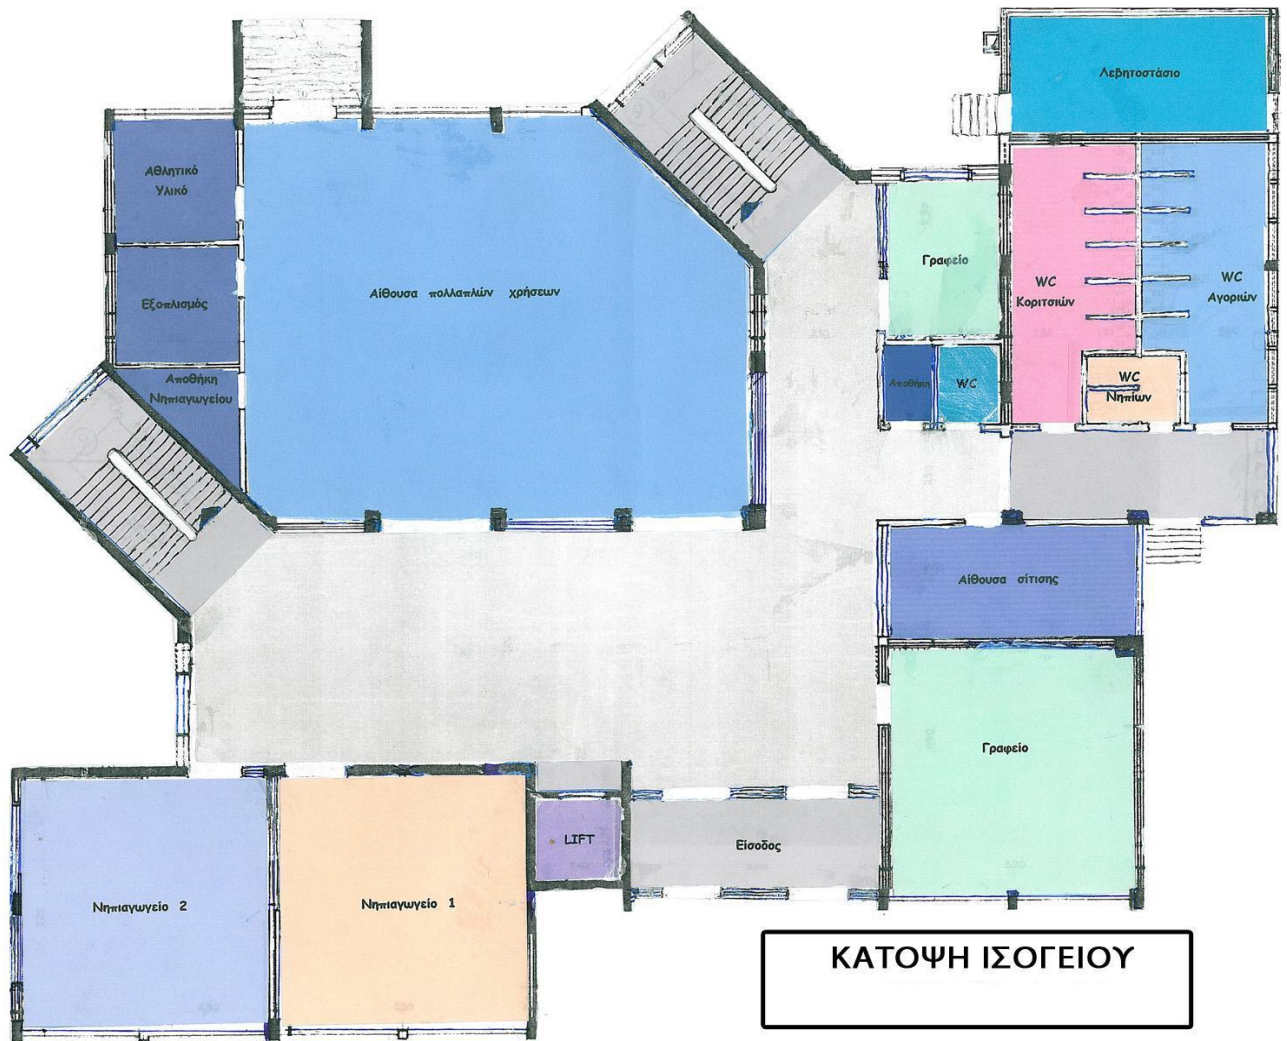 Λεβητοστάσιο
Αθλητικό
Υλικό
Εξοπλισμός
Αποθήκη
Νηπιαγωγείου
Αίθουσα πολλαπλών χρήσεων
Γραφείο
Αποθήκη
WC
WC
Κοριτσιών
WC
Αγοριών
WC
Νηπίων
Αίθουσα σίτισης
Γραφείο
LIFT
Είσοδος
Νηπιαγωγείο 2
Νηπιαγωγείο 1
ΚΑΤΟΨΗ ΙΣΟΓΕΙΟΥ